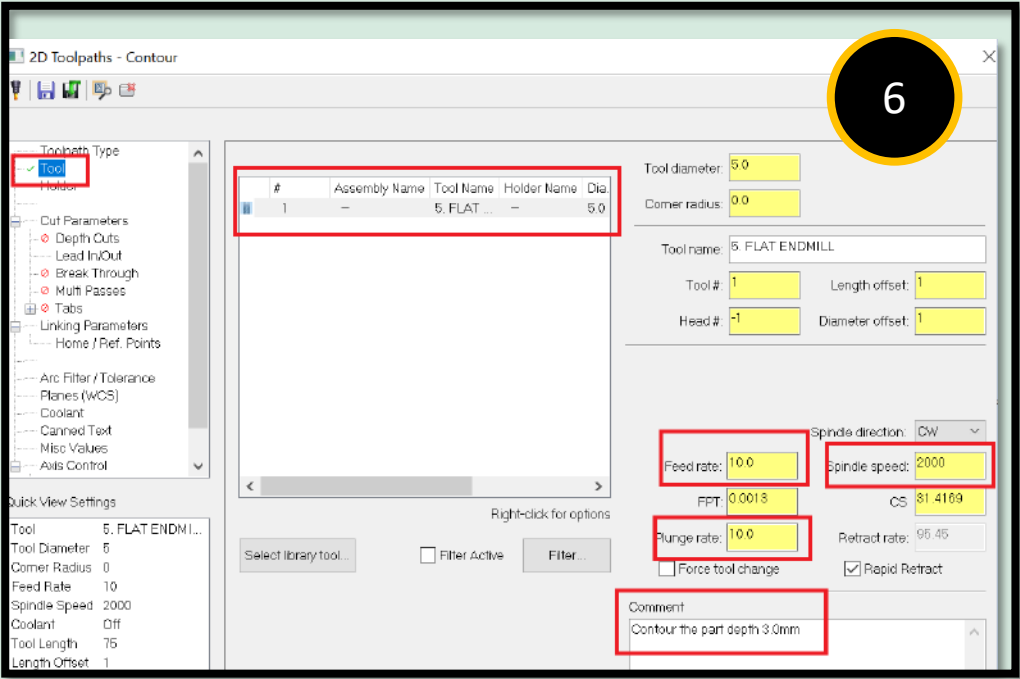 2D Toolpaths - Contour
6
Toolpath Type
Tool
Holder
Cut Parameters
Depth Cuts
Lead In/Out
Break Through
Multi Passes
Tabs
Linking Parameters
Home / Ref. Points
Arc Filter / Tolerance
Planes (WCS)
Coolant
Canned Text
Misc Values
Axis Control
Quick View Settings
Tool 5. FLAT ENDMI...
Tool Diameter 5
Corner Radius 0
Feed Rate 10
Spindle Speed 2000
Coolant Off
Tool Length 75
Length Offset 1
# Assembly Name Tool Name Holder Name Dia.
1 – 5. FLAT ... – 5.0
Right-click for options
Select library tool...
Filter Active
Filter...
Tool diameter: 5.0
Corner radius: 0.0
Tool name: 5. FLAT ENDMILL
Tool #: 1 Length offset: 1
Head #: -1 Diameter offset: 1
Spindle direction: CW
Feed rate: 10.0 Spindle speed: 2000
FPT: 0.0013 CS 31.4169
Plunge rate: 10.0 Retract rate: 95.45
Force tool change Rapid Retract
Comment
Contour the part depth 3.0mm